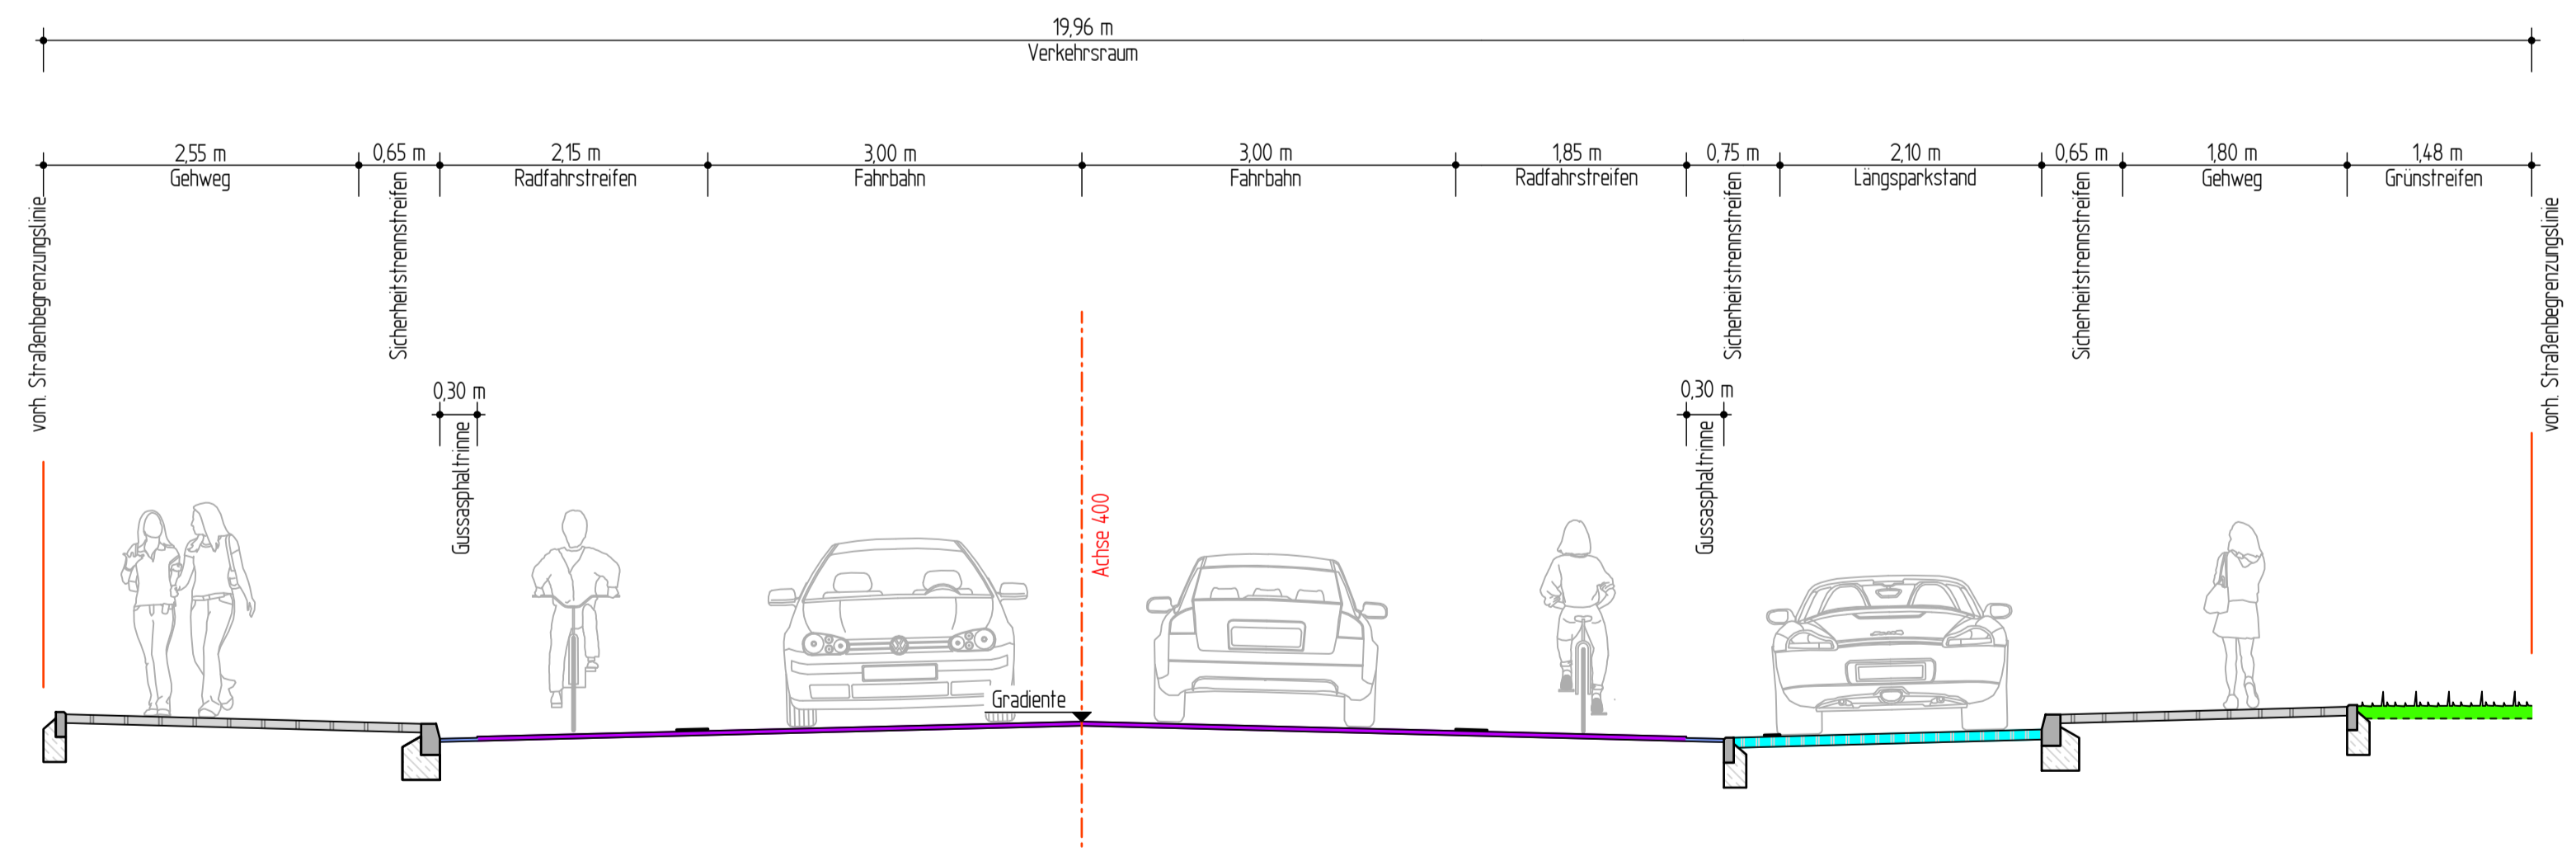 19,96 m
Verkehrsraum
2,55 m
Gehweg
0,65 m
Sicherheitstrennstreifen
2,15 m
Radfahrstreifen
3,00 m
Fahrbahn
3,00 m
Fahrbahn
1,85 m
Radfahrstreifen
0,75 m
Sicherheitstrennstreifen
2,10 m
Längsparkstand
0,65 m
Sicherheitstrennstreifen
1,80 m
Gehweg
1,48 m
Grünstreifen
vorh. Straßenbegrenzungslinie
vorh. Straßenbegrenzungslinie
0,30 m
Gussasphaltrinne
0,30 m
Gussasphaltrinne
Achse 400
Gradiente